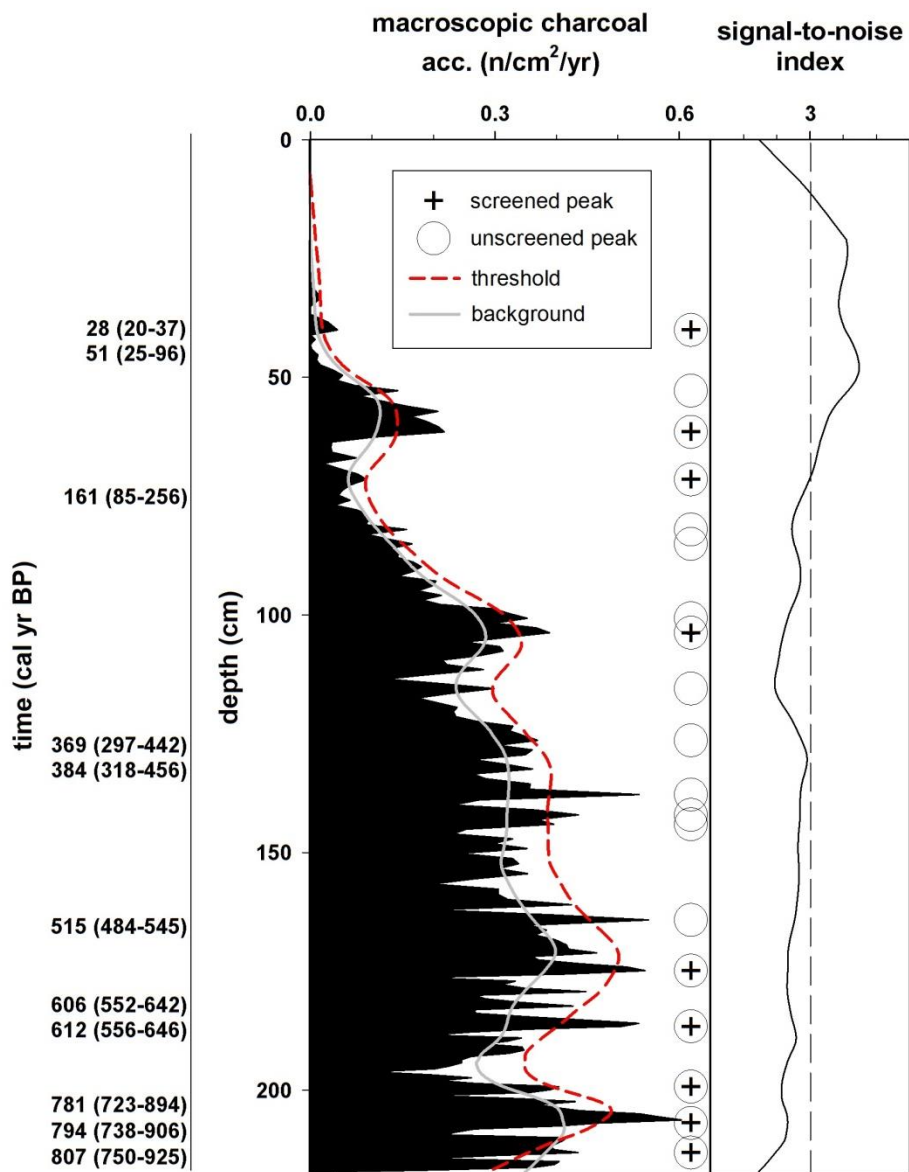 macroscopic charcoal
acc. (n/cm²/yr)
signal-to-noise
index
0.0 0.3 0.6 3
0
screened peak
unscreened peak
threshold
background
28 (20-37)
51 (25-96)
50
161 (85-256)
100
time (cal yr BP)
depth (cm)
369 (297-442)
384 (318-456)
150
515 (484-545)
606 (552-642)
612 (556-646)
200
781 (723-894)
794 (738-906)
807 (750-925)